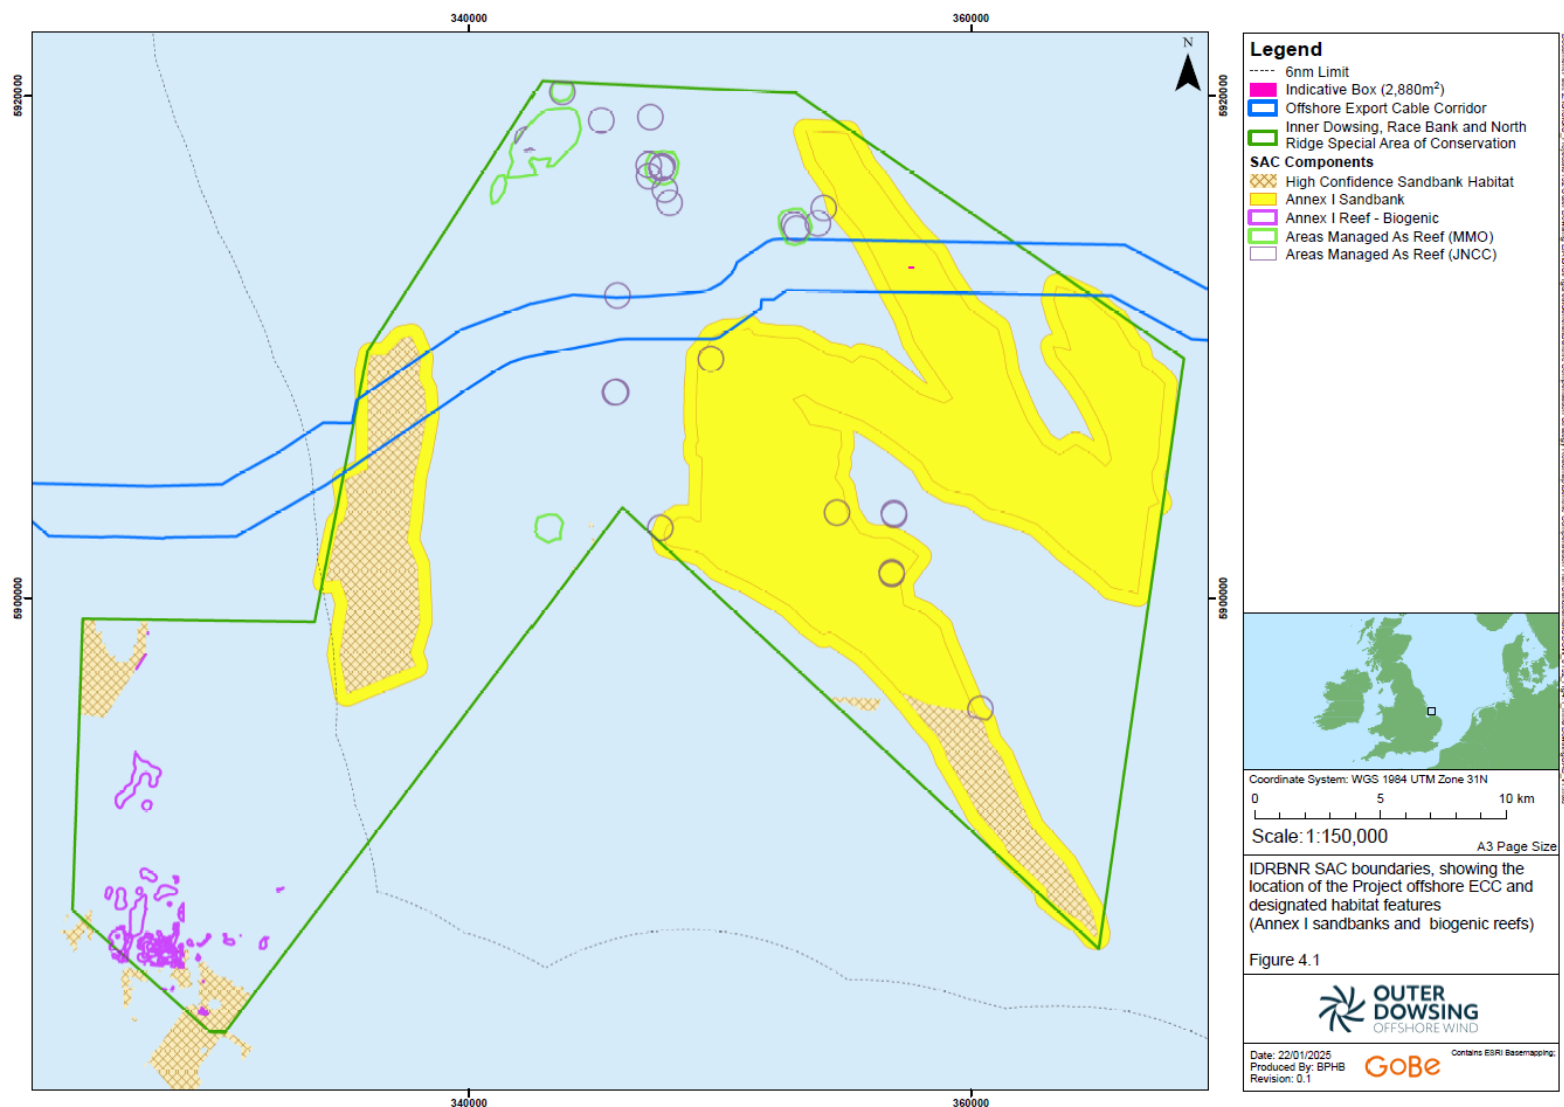 340000
360000
5920000
5920000
5900000
5900000
N
340000
360000
Legend
6nm Limit
Indicative Box (2,880m²)
Offshore Export Cable Corridor
Inner Dowsing, Race Bank and North
Ridge Special Area of Conservation
SAC Components
High Confidence Sandbank Habitat
Annex I Sandbank
Annex I Reef - Biogenic
Areas Managed As Reef (MMO)
Areas Managed As Reef (JNCC)
Coordinate System: WGS 1984 UTM Zone 31N
0 5 10 km
Scale:1:150,000
A3 Page Size
IDRBNR SAC boundaries, showing the
location of the Project offshore ECC and
designated habitat features
(Annex I sandbanks and biogenic reefs)
Figure 4.1
OUTER
DOWSING
OFFSHORE WIND
Date: 22/01/2025
Produced By: BPHB
Revision: 0.1
GoBe
Contains ESRI Basemapping;